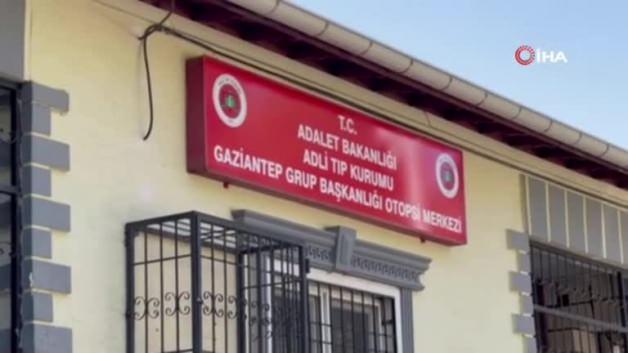 İHA
T.C.
ADALET BAKANLIĞI
ADLİ TIP KURUMU
GAZİANTEP GRUP BAŞKANLIĞI OTOPSİ MERKEZİ